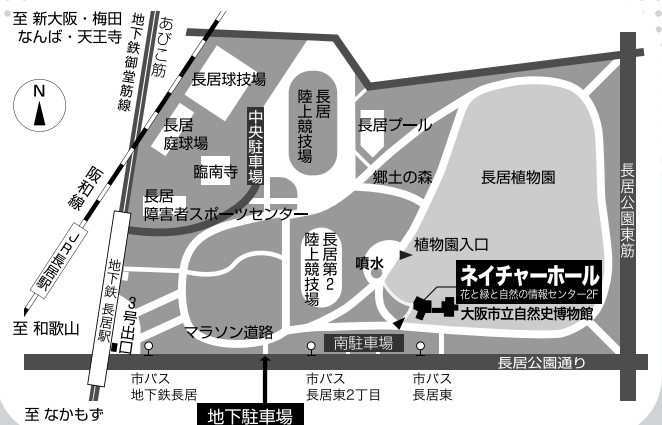 至 新大阪・梅田
なんば・天王寺
地下鉄御堂筋線
あびこ筋
N
長居球技場
長居
庭球場
中央駐車場
長居
陸上競技場
長居プール
臨南寺
郷土の森
長居植物園
長居公園東筋
阪和線
長居
障害者スポーツセンター
JR長居駅
地下鉄 長居駅
長居第2
陸上競技場
噴水
植物園入口
ネイチャーホール
花と緑と自然の情報センター2F
大阪市立自然史博物館
3号出口
至 和歌山
マラソン道路
南駐車場
長居公園通り
市バス
地下鉄長居
市バス
長居東2丁目
市バス
長居東
地下駐車場
至 なかもず